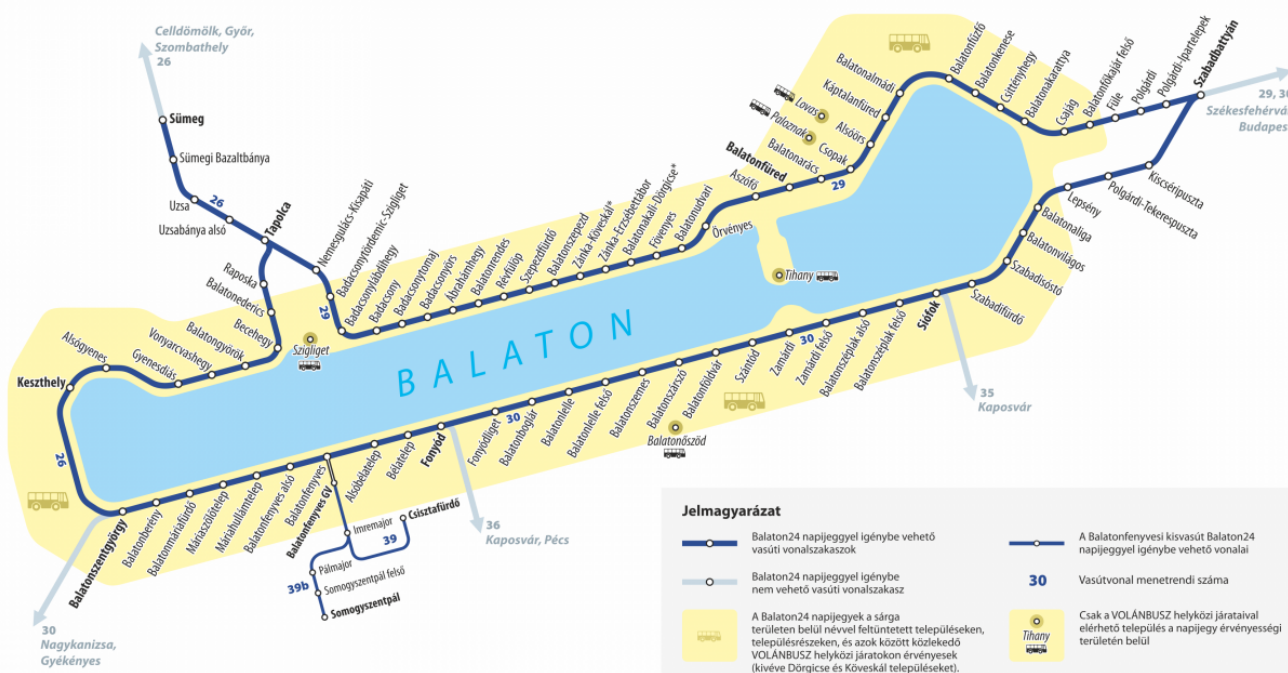 Celldömölk, Győr,
Szombathely
26
Sümeg
Sümegi Bazaltbánya
Uzsa
26
Uzsabánya alsó
Tapolca
Raposka
Balatonederics
Becehegy
Balatongyörök
Vonyarcvashegy
Gyenesdiás
Alsógyenes
Keszthely
26
Balatonszentgyörgy
30
Nagykanizsa,
Gyékényes
Nemesgulács-Kisapáti
Badacsonytördemic-Szigliget
29
Badacsonylábdihegy
Badacsony
Badacsonytomaj
Badacsonyörs
Ábrahámhegy
Balatonrendes
Révfülöp
Szepezdfürdő
Balatonszepezd
Zánka-Köveskál*
Zánka-Erzsébettábor
Balatonakali-Dörgicse*
Fövenyes
Balatonudvari
Örvényes
Aszófő
Balatonfüred
Balatonarács
29
Csopak
Paloznak
Lovas
Alsóörs
Káptalanfüred
Balatonalmádi
Balatonfűzfő
Balatonkenese
Csittényhegy
Balatonakarattya
Csajág
Balatonfőkajár felső
Füle
Polgárdi
Polgárdi-Ipartelepek
Szabadbattyán
29, 30
Székesfehérvár
Budapest
Kiscséripuszta
Polgárdi-Tekerespuszta
Lepsény
Balatonaliga
Balatonvilágos
Szabadisóstó
Szabadifürdő
Siófok
35
Kaposvár
Balatonszéplak felső
Balatonszéplak alsó
30
Zamárdi felső
Zamárdi
Szántód
Balatonföldvár
Balatonszárszó
Balatonszemes
Balatonlelle felső
Balatonlelle
Balatonboglár
30
Fonyódliget
Fonyód
36
Kaposvár, Pécs
Bélatelep
Alsóbélatelep
Balatonfenyves
Balatonfenyves GV
Balatonfenyves alsó
Máriahullámtelep
Máriaszőlőtelep
Balatonmáriafürdő
Balatonberény
Imremajor
39
Csisztafürdő
Pálmajor
39b
Somogyszentpál felső
Somogyszentpál
Szigliget
Tihany
Balatonőszöd
BALATON
Jelmagyarázat
Balaton24 napijeggyel igénybe vehető
vasúti vonalszakaszok
Balaton24 napijeggyel igénybe
nem vehető vasúti vonalszakasz
A Balaton24 napijegyek a sárga
területen belül névvel feltüntetett településeken,
településrészeken, és azok között közlekedő
VOLÁNBUSZ helyközi járatokon érvényesek
(kivéve Dörgicse és Köveskál településeket).
A Balatonfenyvesi kisvasút Balaton24
napijeggyel igénybe vehető vonalai
30
Vasútvonal menetrendi száma
Tihany
Csak a VOLÁNBUSZ helyközi járataival
elérhető település a napijegy érvényességi
területén belül